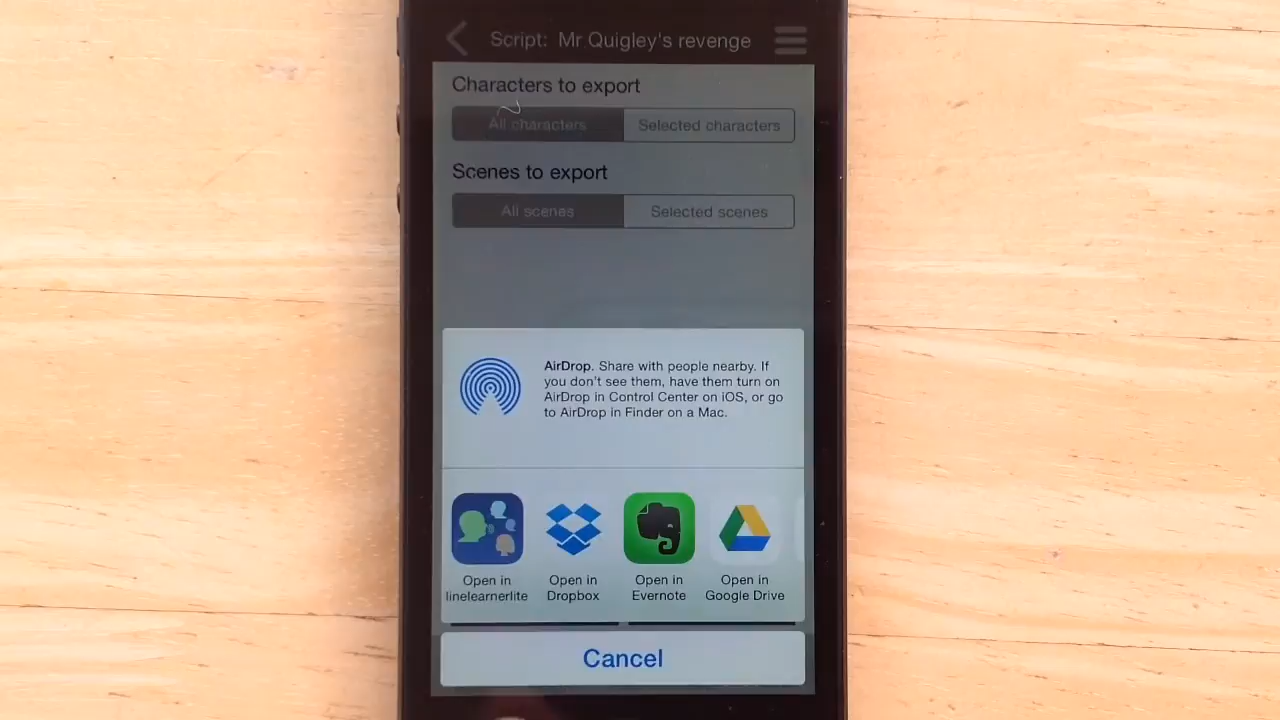 Script: Mr Quigley's revenge
Characters to export
All characters
Selected characters
Scenes to export
All scenes
Selected scenes
AirDrop. Share with people nearby. If
you don't see them, have them turn on
AirDrop in Control Center on iOS, or go
to AirDrop in Finder on a Mac.
Open in
linelearnerlite
Open in
Dropbox
Open in
Evernote
Open in
Google Drive
Cancel